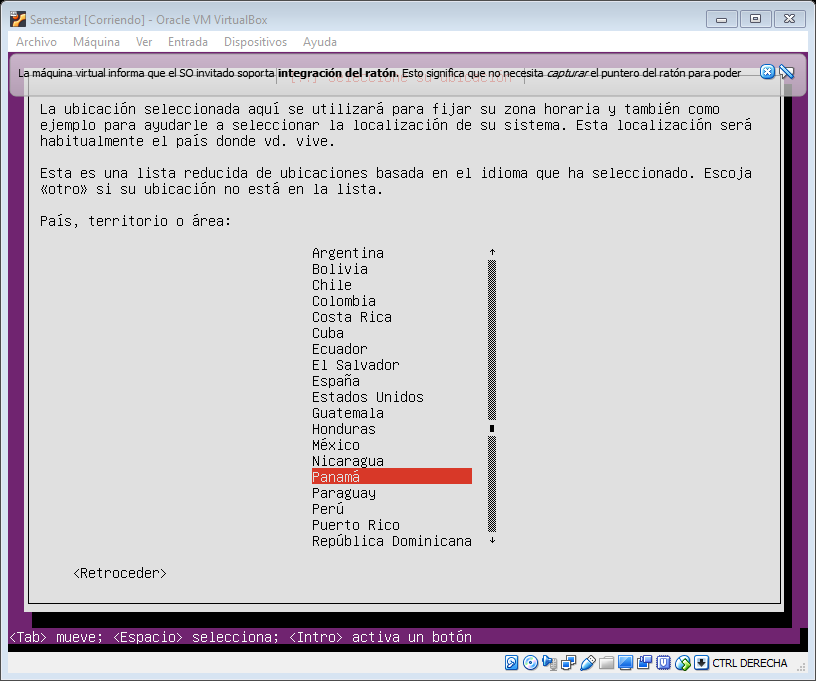 Semestarl [Corriendo] - Oracle VM VirtualBox
Archivo Máquina Ver Entrada Dispositivos Ayuda
La máquina virtual informa que el SO invitado soporta integración del ratón. Esto significa que no necesita capturar el puntero del ratón para poder
[!!] Seleccione su ubicación
La ubicación seleccionada aquí se utilizará para fijar su zona horaria y también como
ejemplo para ayudarle a seleccionar la localización de su sistema. Esta localización será
habitualmente el país donde vd. vive.
Esta es una lista reducida de ubicaciones basada en el idioma que ha seleccionado. Escoja
«otro» si su ubicación no está en la lista.
País, territorio o área:
Argentina
Bolivia
Chile
Colombia
Costa Rica
Cuba
Ecuador
El Salvador
España
Estados Unidos
Guatemala
Honduras
México
Nicaragua
Panamá
Paraguay
Perú
Puerto Rico
República Dominicana
<Retroceder>
<Tab> mueve; <Espacio> selecciona; <Intro> activa un botón
CTRL DERECHA